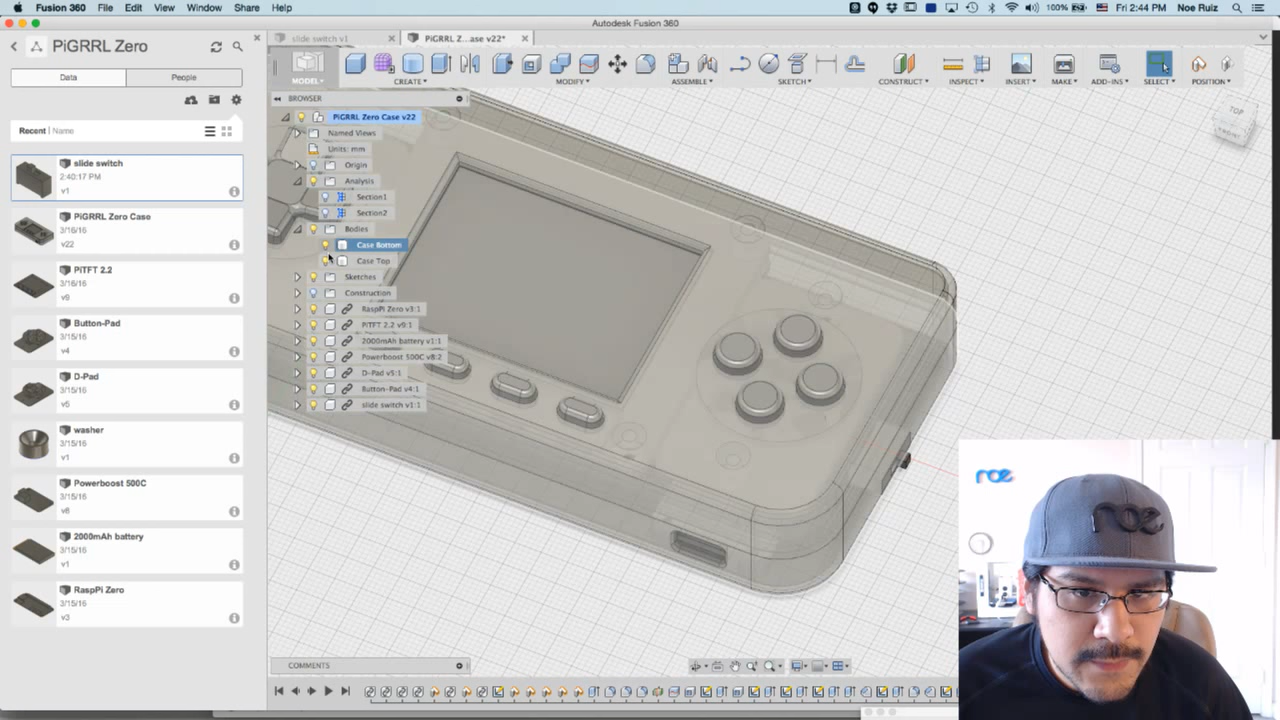 Fusion 360 File Edit View Window Share Help
100% Fri 2:44 PM Noe Ruiz
Autodesk Fusion 360
PiGRRL Zero
slide switch v1
PiGRRL Z...ase v22*
Data People
MODEL CREATE MODIFY ASSEMBLE SKETCH CONSTRUCT INSPECT INSERT MAKE ADD-INS SELECT POSITION
Recent | Name
BROWSER
PiGRRL Zero Case v22
Named Views
Units: mm
Origin
Analysis
Section1
Section2
Bodies
Case Bottom
Case Top
Sketches
Construction
RaspPi Zero v3:1
PiTFT 2.2 v9:1
2000mAh battery v1:1
Powerboost 500C v8:2
D-Pad v5:1
Button-Pad v4:1
slide switch v1:1
slide switch
2:40:17 PM
v1
PiGRRL Zero Case
3/16/16
v22
PiTFT 2.2
3/16/16
v9
Button-Pad
3/15/16
v4
D-Pad
3/15/16
v5
washer
3/15/16
v1
Powerboost 500C
3/15/16
2000mAh battery
3/15/16
v1
RaspPi Zero
3/15/16
v3
TOP
noe
noe
COMMENTS